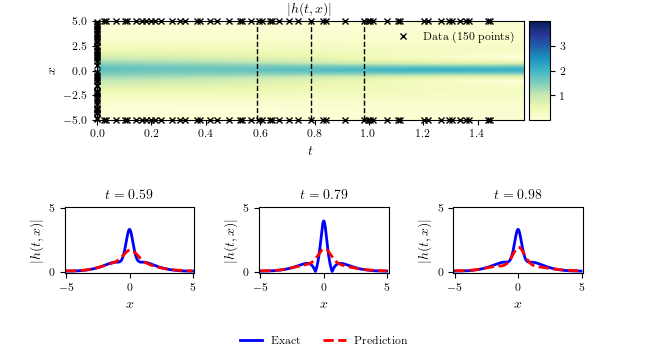 |h(t, x)|
5.0
2.5
0.0
−2.5
−5.0
x
Data (150 points)
3
2
1
0.0 0.2 0.4 0.6 0.8 1.0 1.2 1.4
t
t = 0.59 t = 0.79 t = 0.98
|h(t, x)| |h(t, x)| |h(t, x)|
5 5 5
0 0 0
−5 0 5 −5 0 5 −5 0 5
x x x
Exact Prediction